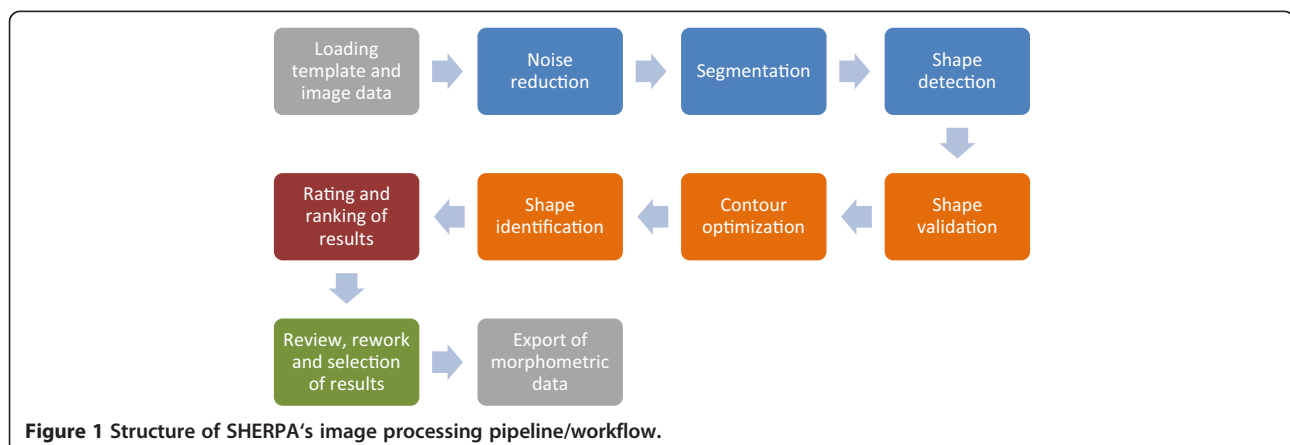 Loading
template and
image data
Noise
reduction
Segmentation
Shape
detection
Shape
validation
Contour
optimization
Shape
identification
Rating and
ranking of
results
Review, rework
and selection
of results
Export of
morphometric
data
Figure 1 Structure of SHERPA‘s image processing pipeline/workflow.